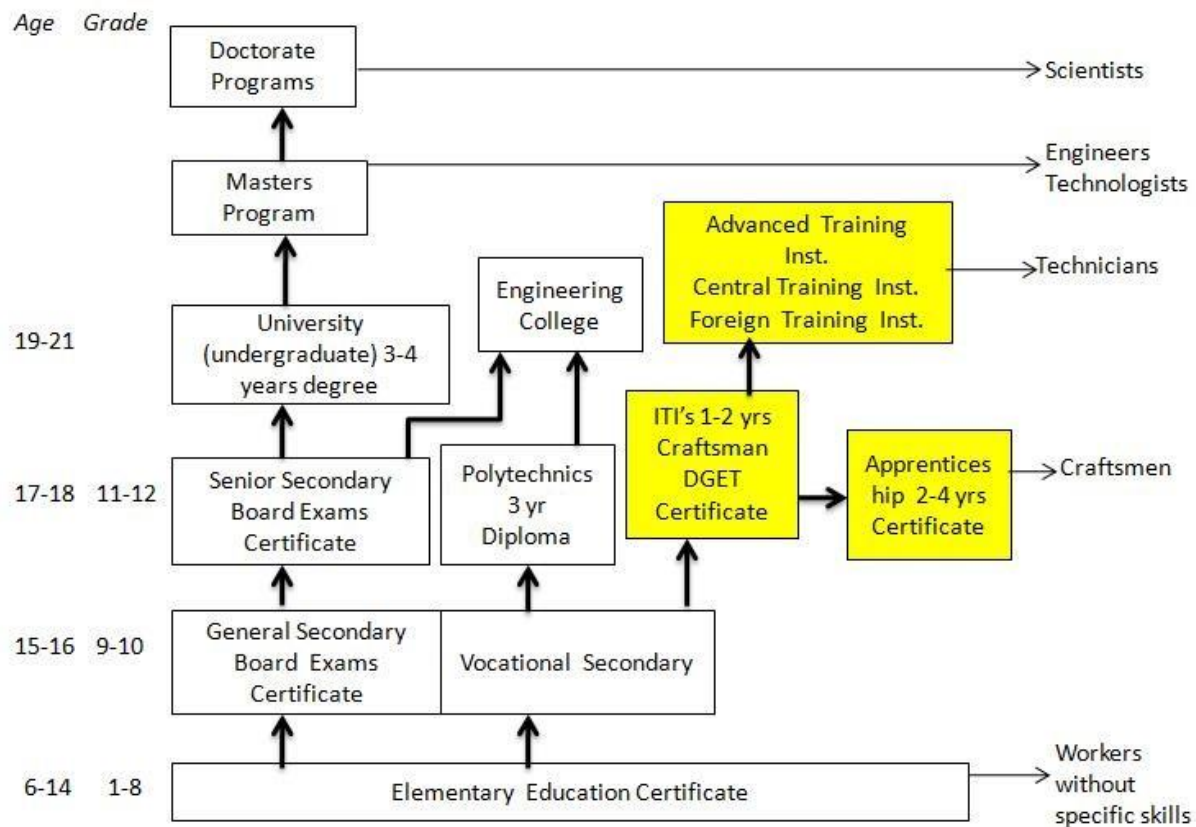 Age Grade
Doctorate
Programs
Scientists
Masters
Program
Engineers
Technologists
Advanced Training
Inst.
Central Training Inst.
Foreign Training Inst.
Technicians
Engineering
College
19-21
University
(undergraduate) 3-4
years degree
17-18 11-12
Senior Secondary
Board Exams
Certificate
Polytechnics
3 yr
Diploma
ITI's 1-2 yrs
Craftsman
DGET
Certificate
Apprentices
hip 2-4 yrs
Certificate
Craftsmen
15-16 9-10
General Secondary
Board Exams
Certificate
Vocational Secondary
6-14 1-8
Elementary Education Certificate
Workers
without
specific skills